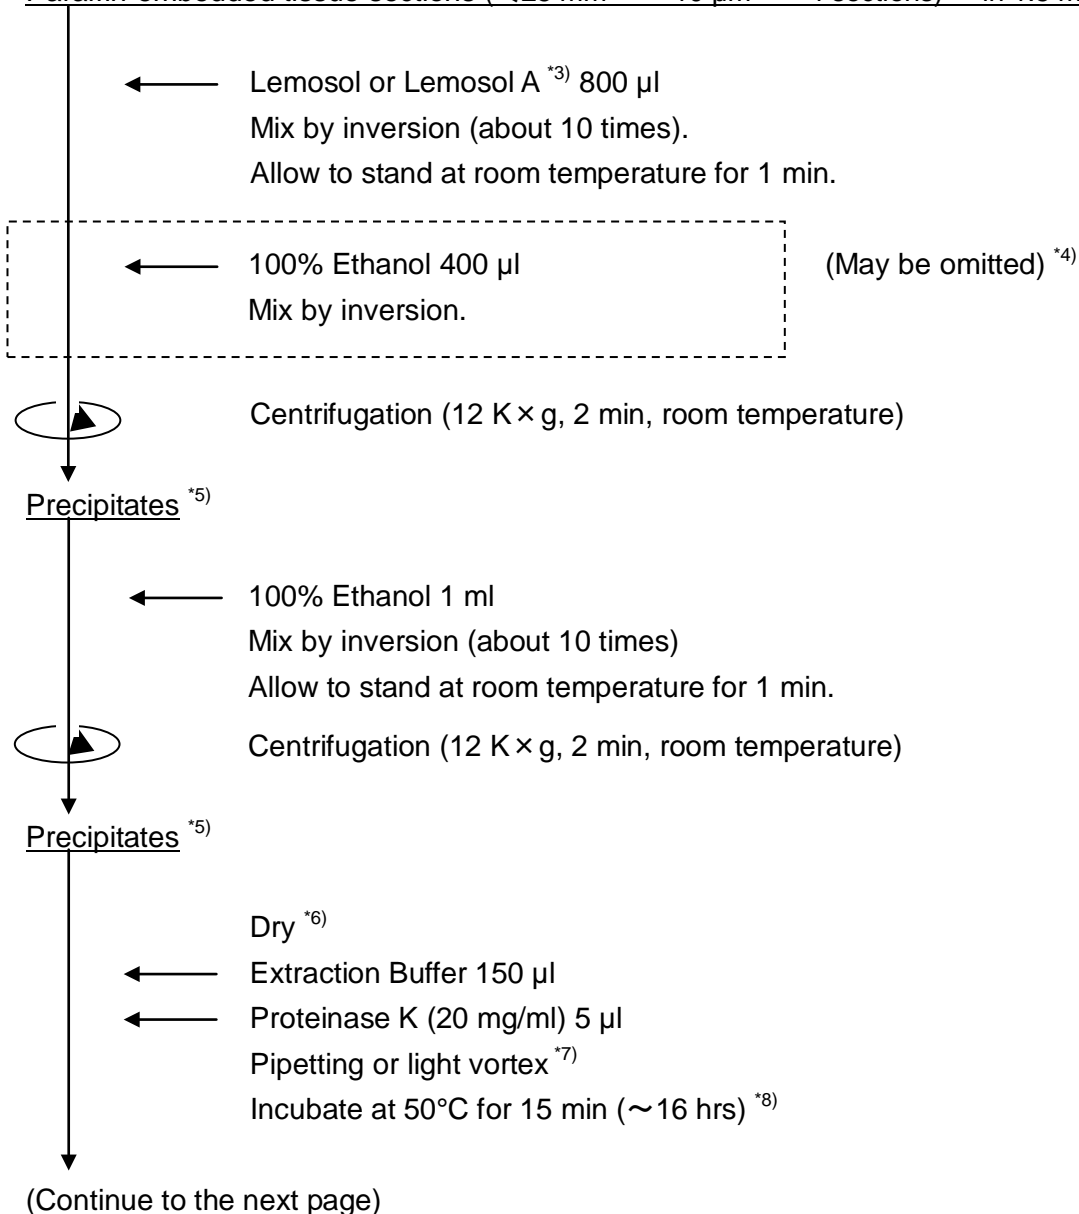 Lemosol or Lemosol A *3) 800 µl
Mix by inversion (about 10 times).
Allow to stand at room temperature for 1 min.
100% Ethanol 400 µl (May be omitted) *4)
Mix by inversion.
Centrifugation (12 K×g, 2 min, room temperature)
Precipitates *5)
100% Ethanol 1 ml
Mix by inversion (about 10 times)
Allow to stand at room temperature for 1 min.
Centrifugation (12 K×g, 2 min, room temperature)
Precipitates *5)
Dry *6)
Extraction Buffer 150 µl
Proteinase K (20 mg/ml) 5 µl
Pipetting or light vortex *7)
Incubate at 50°C for 15 min (~16 hrs) *8)
(Continue to the next page)